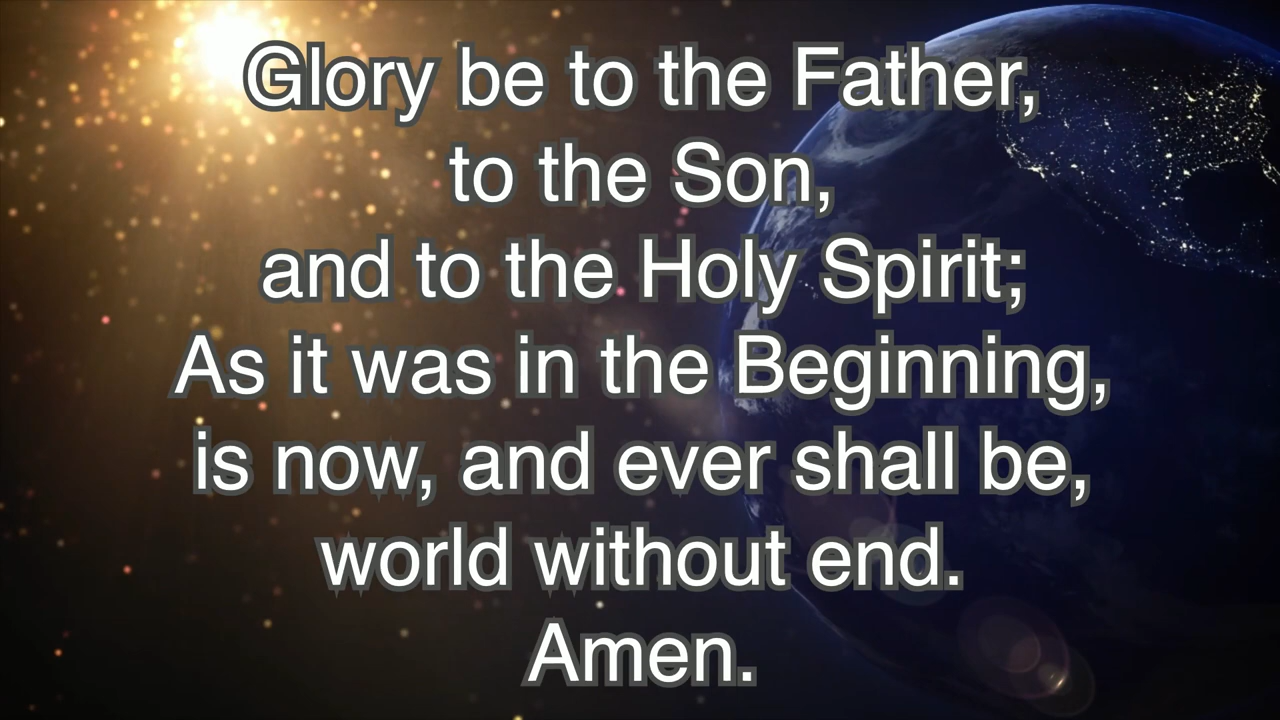 Glory be to the Father,
to the Son,
and to the Holy Spirit;
As it was in the Beginning,
is now, and ever shall be,
world without end.
Amen.